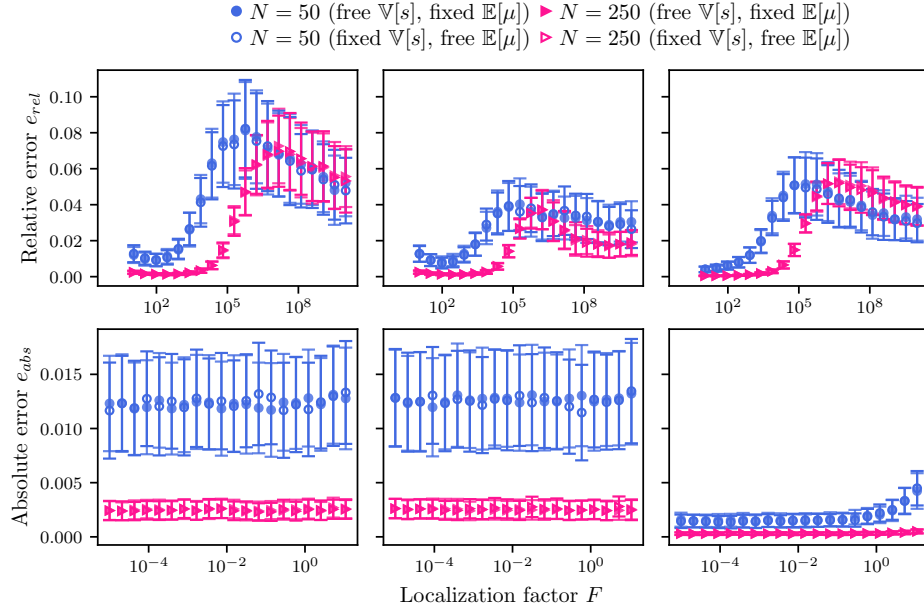 N = 50 (free 𝕍[s], fixed 𝔼[μ])
N = 250 (free 𝕍[s], fixed 𝔼[μ])
N = 50 (fixed 𝕍[s], free 𝔼[μ])
N = 250 (fixed 𝕍[s], free 𝔼[μ])
Relative error e_rel
0.10
0.08
0.06
0.04
0.02
0.00
10^2 10^5 10^8
10^2 10^5 10^8
10^2 10^5 10^8
Absolute error e_abs
0.015
0.010
0.005
0.000
10^−4 10^−2 10^0
10^−4 10^−2 10^0
10^−4 10^−2 10^0
Localization factor F